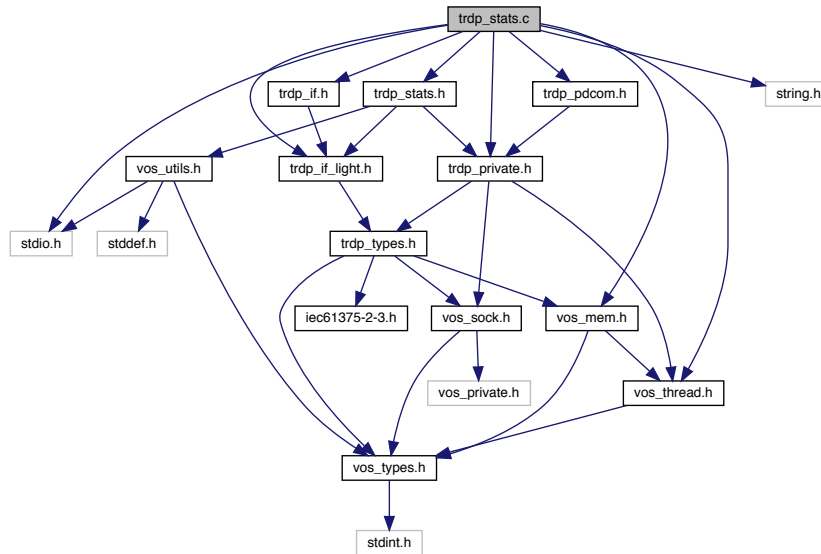 trdp_stats.c
trdp_if.h
trdp_stats.h
trdp_pdcom.h
string.h
vos_utils.h
trdp_if_light.h
trdp_private.h
stdio.h
stddef.h
trdp_types.h
iec61375-2-3.h
vos_sock.h
vos_mem.h
vos_private.h
vos_thread.h
vos_types.h
stdint.h